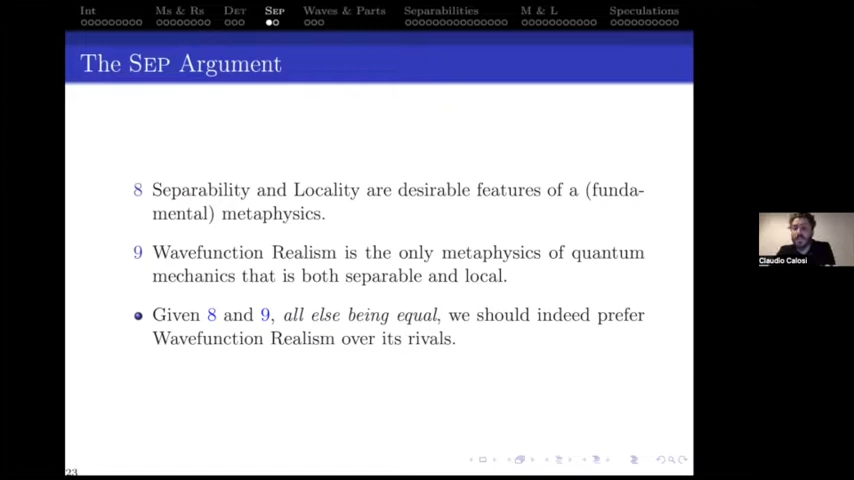 Int Ms & Rs Det Sep Waves & Parts Separabilities M & L Speculations
The Sep Argument
8 Separability and Locality are desirable features of a (funda-
mental) metaphysics.
9 Wavefunction Realism is the only metaphysics of quantum
mechanics that is both separable and local.
Given 8 and 9, all else being equal, we should indeed prefer
Wavefunction Realism over its rivals.
Claudio Calosi
23